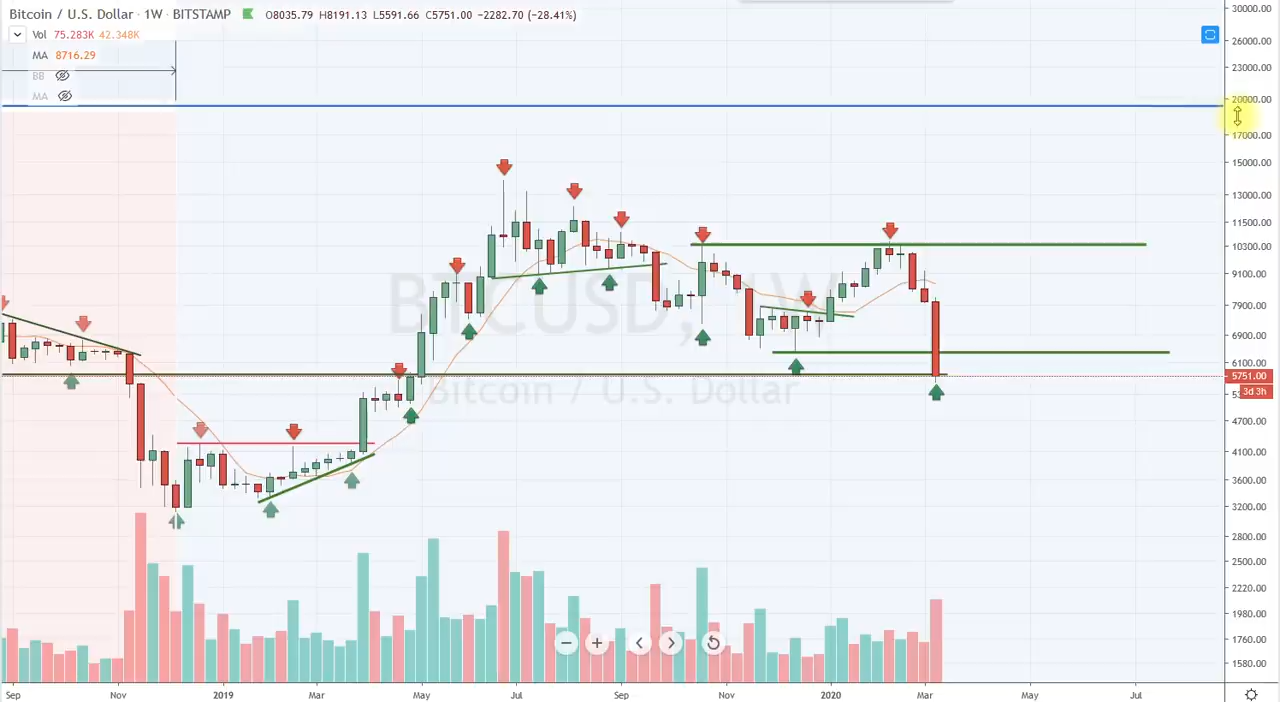 Bitcoin / U.S. Dollar · 1W · BITSTAMP O8035.79 H8191.13 L5591.66 C5751.00 −2282.70 (−28.41%)
Vol 75.283K 42.348K
MA 8716.29
BB
MA
BTCUSD, 1W
Bitcoin / U.S. Dollar
30000.00
26000.00
23000.00
20000.00
17000.00
15000.00
13000.00
11500.00
10300.00
9100.00
7900.00
6900.00
6100.00
5751.00
3d 3h
4700.00
4100.00
3600.00
3200.00
2800.00
2500.00
2220.00
1980.00
1760.00
1580.00
Sep Nov 2019 Mar May Jul Sep Nov 2020 Mar May Jul